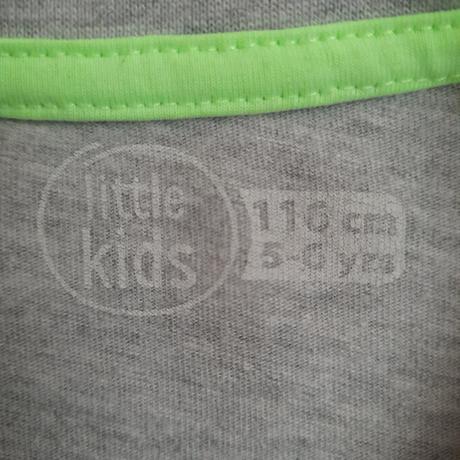 little
kids
116 cm
5-6 yrs